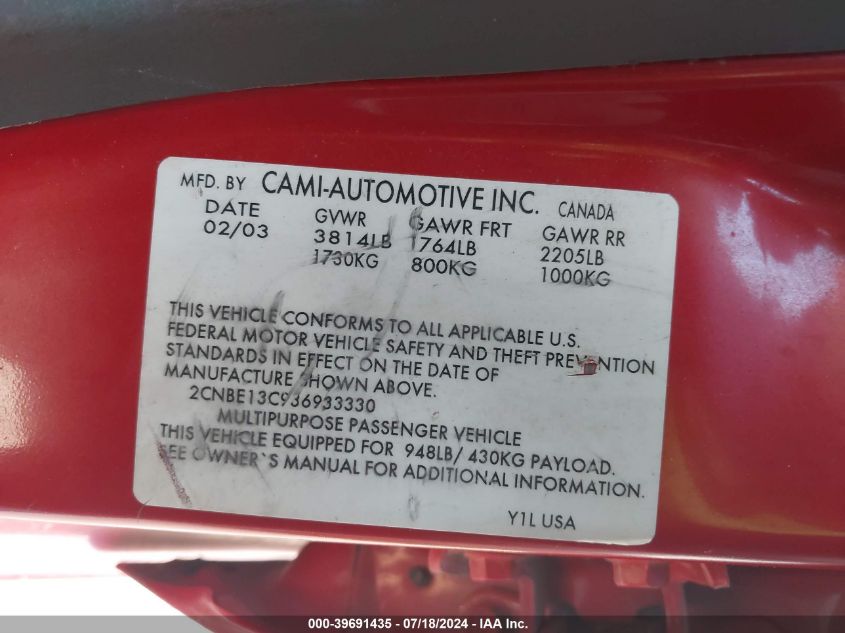 MFD. BY CAMI-AUTOMOTIVE INC. CANADA
DATE GVWR GAWR FRT GAWR RR
02/03 3814LB 1764LB 2205LB
1730KG 800KG 1000KG
THIS VEHICLE CONFORMS TO ALL APPLICABLE U.S.
FEDERAL MOTOR VEHICLE SAFETY AND THEFT PREVENTION
STANDARDS IN EFFECT ON THE DATE OF
MANUFACTURE SHOWN ABOVE.
2CNBE13C936933330
MULTIPURPOSE PASSENGER VEHICLE
THIS VEHICLE EQUIPPED FOR 948LB/ 430KG PAYLOAD.
SEE OWNER`S MANUAL FOR ADDITIONAL INFORMATION.
Y1L USA
000-39691435 - 07/18/2024 - IAA Inc.